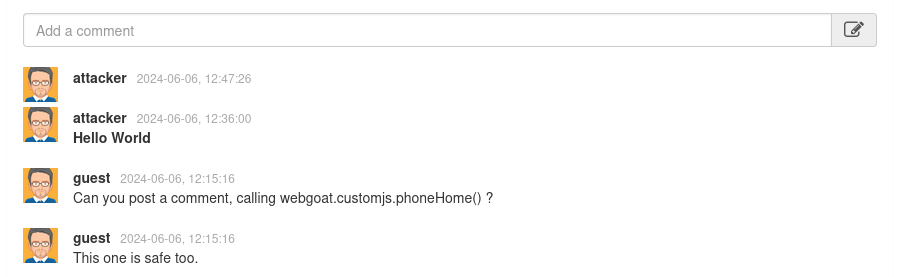 Add a comment
attacker 2024-06-06, 12:47:26
attacker 2024-06-06, 12:36:00
Hello World
guest 2024-06-06, 12:15:16
Can you post a comment, calling webgoat.customjs.phoneHome() ?
guest 2024-06-06, 12:15:16
This one is safe too.